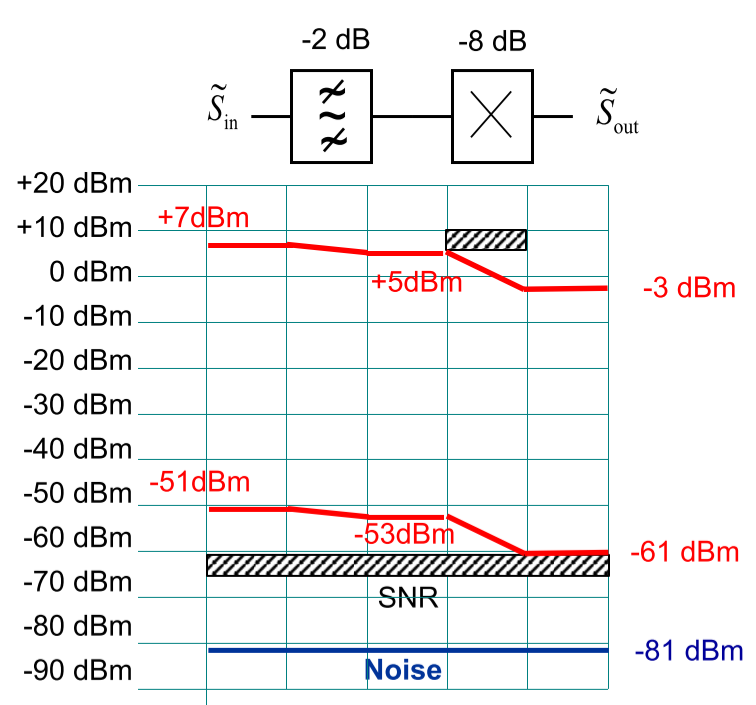 -2 dB -8 dB
S̃in S̃out
+20 dBm
+7dBm
+10 dBm
0 dBm +5dBm -3 dBm
-10 dBm
-20 dBm
-30 dBm
-40 dBm
-51dBm
-50 dBm
-60 dBm -53dBm -61 dBm
-70 dBm
SNR
-80 dBm
-81 dBm
-90 dBm Noise